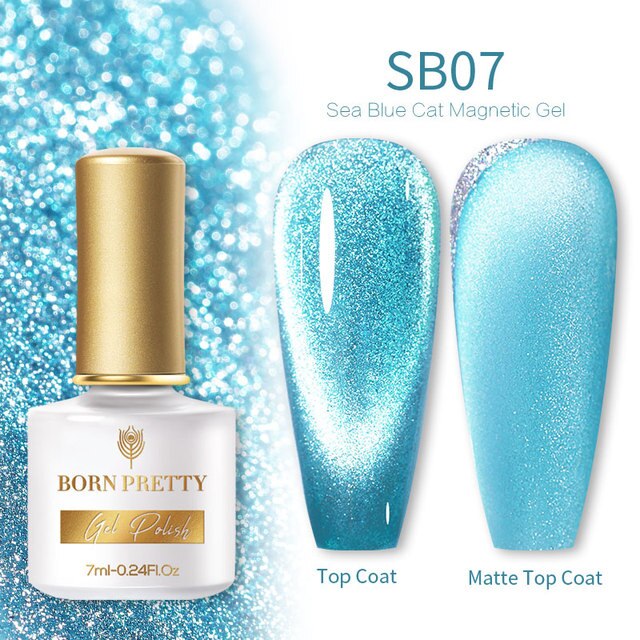 SB07
Sea Blue Cat Magnetic Gel
BORN PRETTY
Gel Polish
7ml-0.24Fl.Oz
Top Coat
Matte Top Coat